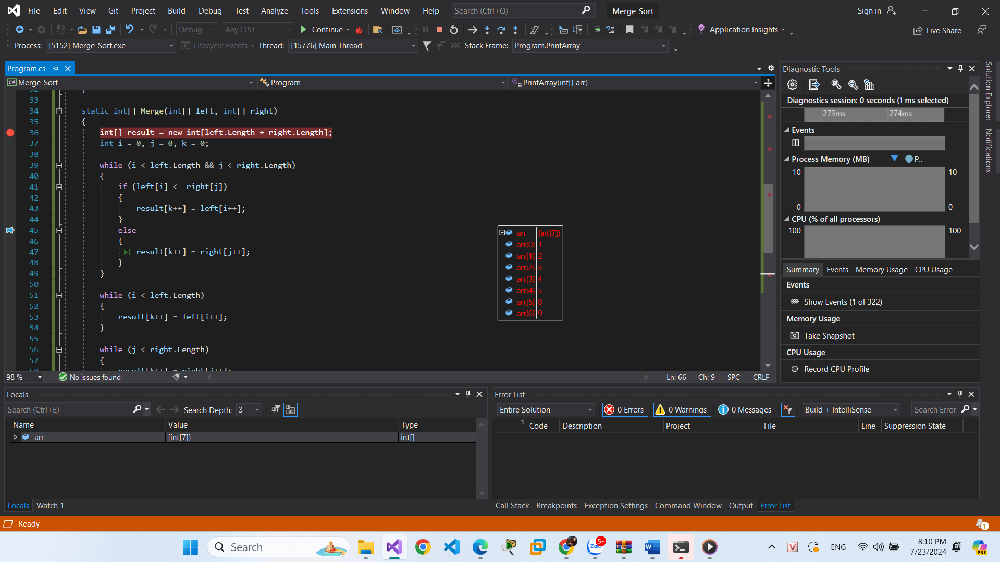 File Edit View Git Project Build Debug Test Analyze Tools Extensions Window Help Search (Ctrl+Q) Merge_Sort Sign in
Debug Any CPU Continue Application Insights Live Share
Process: [5152] Merge_Sort.exe Lifecycle Events Thread: [15776] Main Thread Stack Frame: Program.PrintArray
Program.cs
C# Merge_Sort Program PrintArray(int[] arr)
32 }
33
34 static int[] Merge(int[] left, int[] right)
35 {
36 int[] result = new int[left.Length + right.Length];
37 int i = 0, j = 0, k = 0;
38
39 while (i < left.Length && j < right.Length)
40 {
41 if (left[i] <= right[j])
42 {
43 result[k++] = left[i++];
44 }
45 else
46 {
47 result[k++] = right[j++];
48 }
49 }
50
51 while (i < left.Length)
52 {
53 result[k++] = left[i++];
54 }
55
56 while (j < right.Length)
57 {
58 result[k++] = right[j++];
arr {int[7]}
arr[0] 1
arr[1] 2
arr[2] 3
arr[3] 4
arr[4] 5
arr[5] 8
arr[6] 9
98 % No issues found Ln: 66 Ch: 9 SPC CRLF
Diagnostic Tools
Diagnostics session: 0 seconds (1 ms selected)
273ms 274ms
Events
Process Memory (MB) P..
10 10
0 0
CPU (% of all processors)
100 100
Summary Events Memory Usage CPU Usage
Events
Show Events (1 of 322)
Memory Usage
Take Snapshot
CPU Usage
Record CPU Profile
Solution Explorer
Notifications
Locals
Search (Ctrl+E) Search Depth: 3
Name Value Type
arr {int[7]} int[]
Locals Watch 1
Error List
Entire Solution 0 Errors 0 Warnings 0 Messages Build + IntelliSense Search Error
Code Description Project File Line Suppression State
Call Stack Breakpoints Exception Settings Command Window Output Error List
Ready 1
Search Zalo 5+ W V ENG 8:10 PM
7/23/2024 PRE